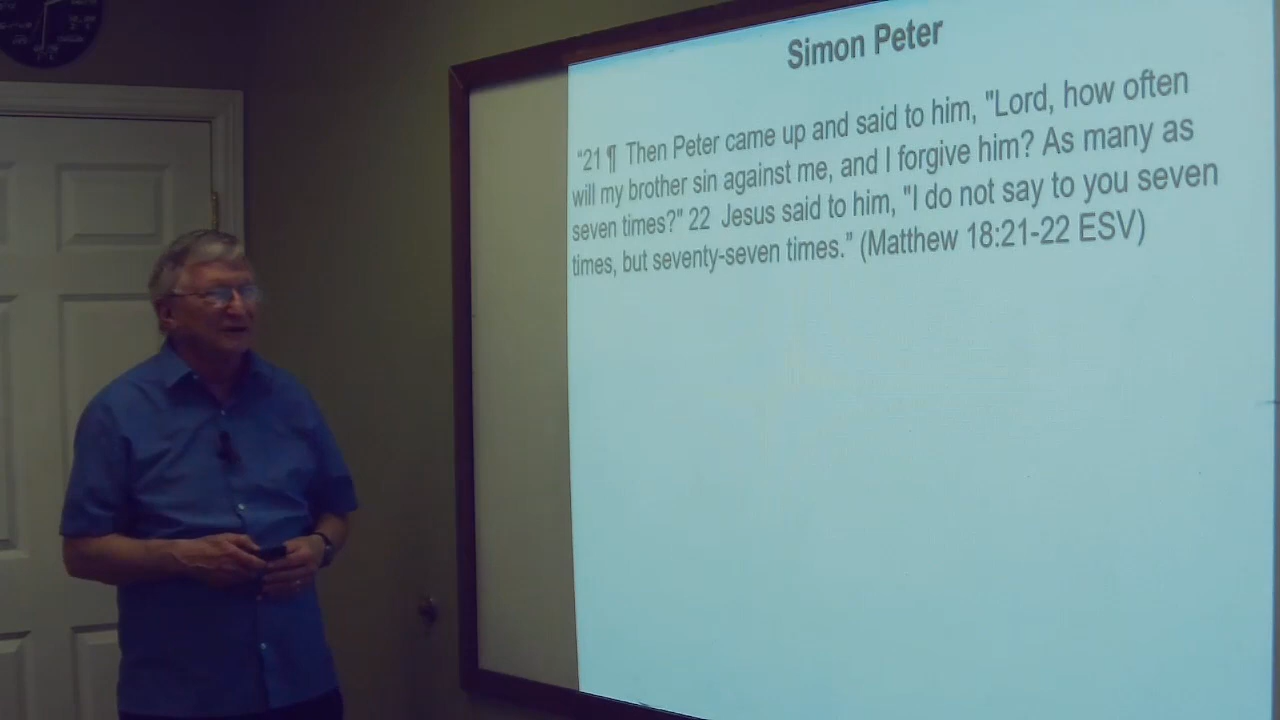 Simon Peter
“21 ¶ Then Peter came up and said to him, "Lord, how often
will my brother sin against me, and I forgive him? As many as
seven times?" 22 Jesus said to him, "I do not say to you seven
times, but seventy-seven times.” (Matthew 18:21-22 ESV)